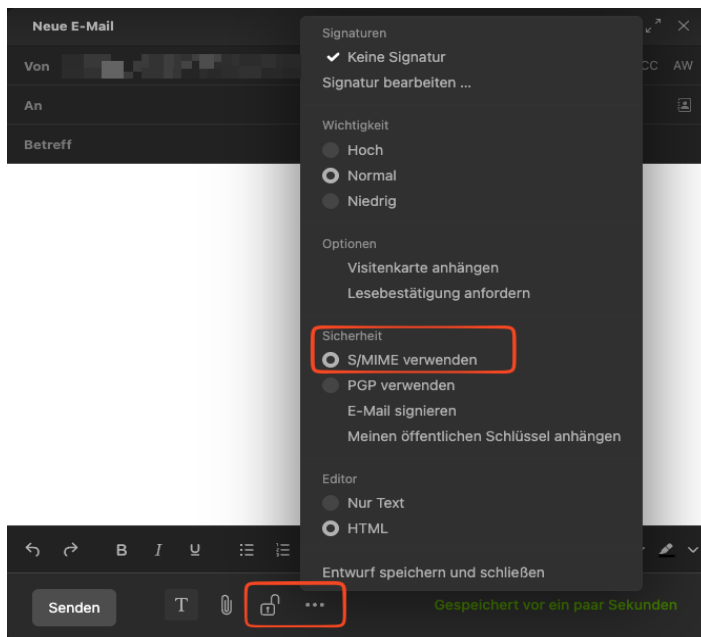 Neue E-Mail
Von
CC AW
An
Betreff
Signaturen
Keine Signatur
Signatur bearbeiten ...
Wichtigkeit
Hoch
Normal
Niedrig
Optionen
Visitenkarte anhängen
Lesebestätigung anfordern
Sicherheit
S/MIME verwenden
PGP verwenden
E-Mail signieren
Meinen öffentlichen Schlüssel anhängen
Editor
Nur Text
HTML
Entwurf speichern und schließen
B I U
Senden
T
Gespeichert vor ein paar Sekunden